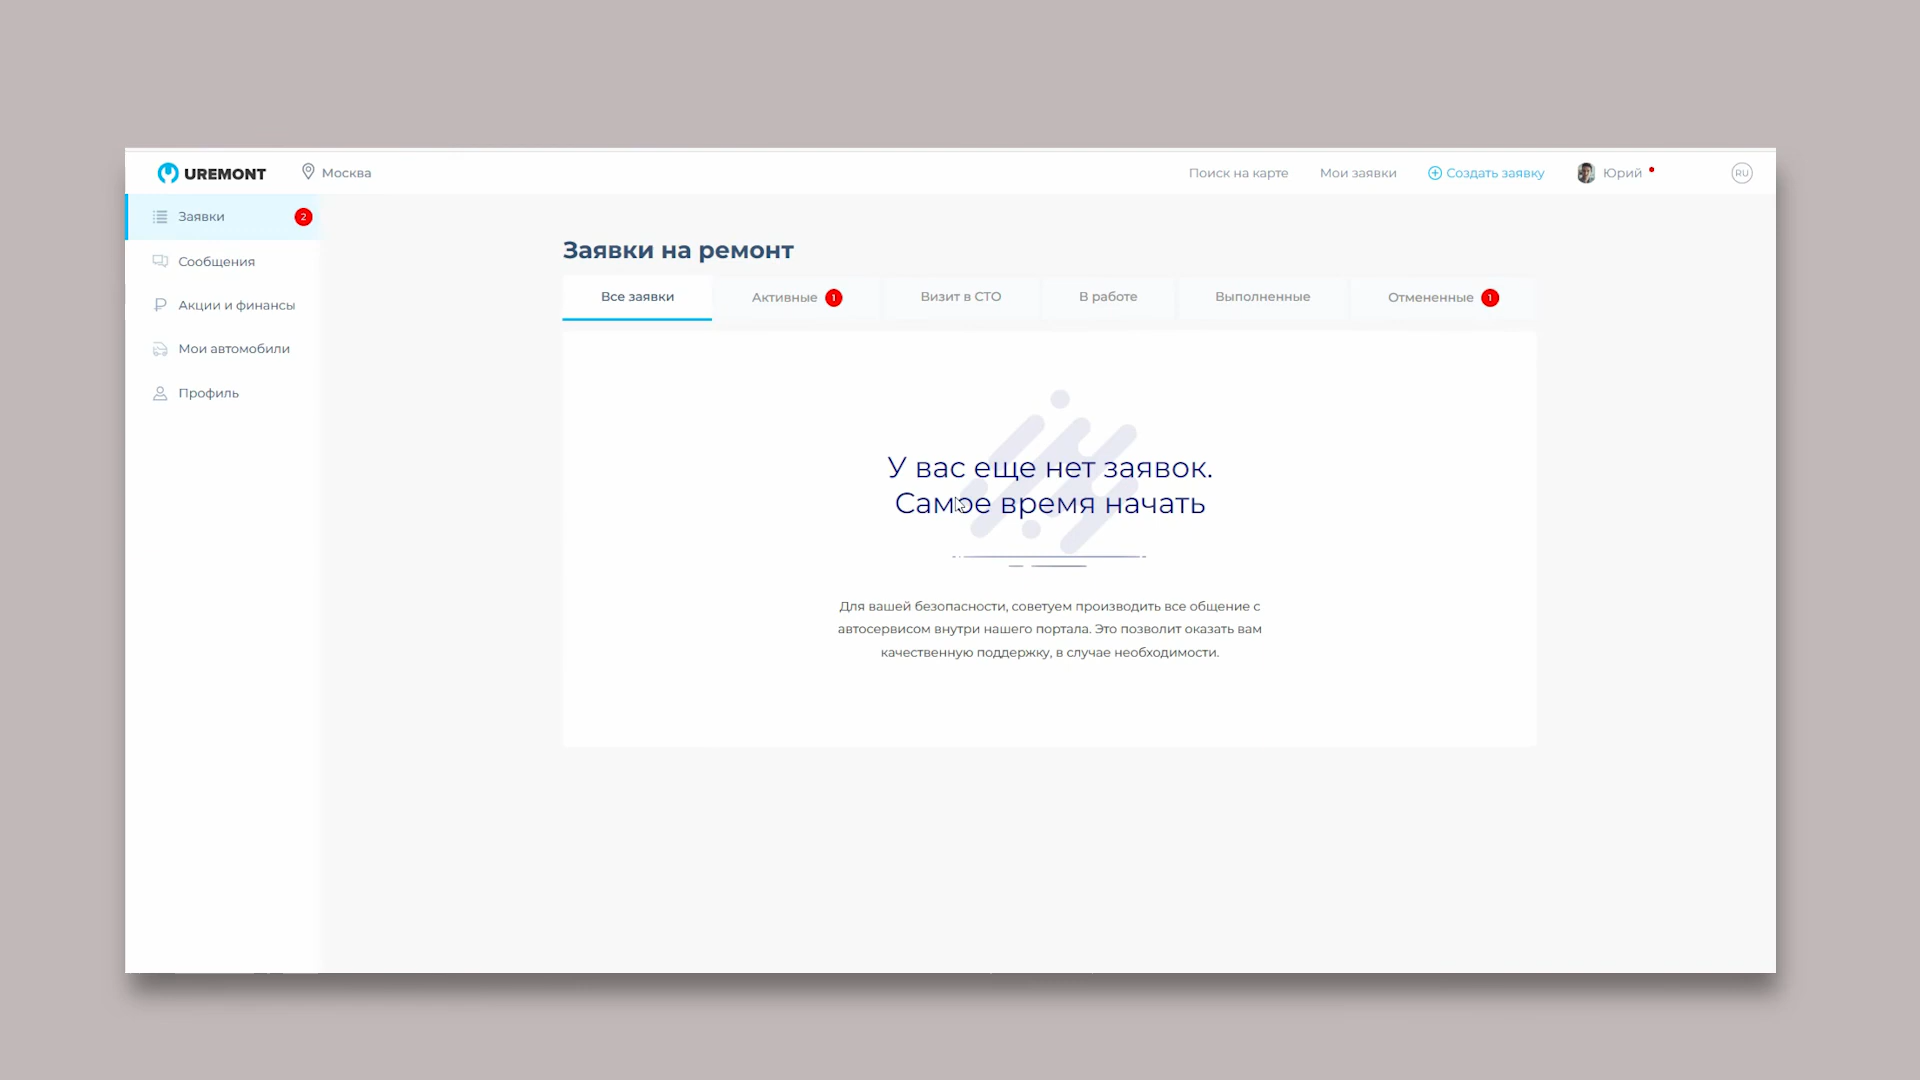 UREMONT
Москва
Поиск на карте
Мои заявки
Создать заявку
Юрий
RU
Заявки 2
Сообщения
Акции и финансы
Мои автомобили
Профиль
Заявки на ремонт
Все заявки
Активные 1
Визит в СТО
В работе
Выполненные
Отмененные 1
У вас еще нет заявок.
Самое время начать
Для вашей безопасности, советуем производить все общение с
автосервисом внутри нашего портала. Это позволит оказать вам
качественную поддержку, в случае необходимости.